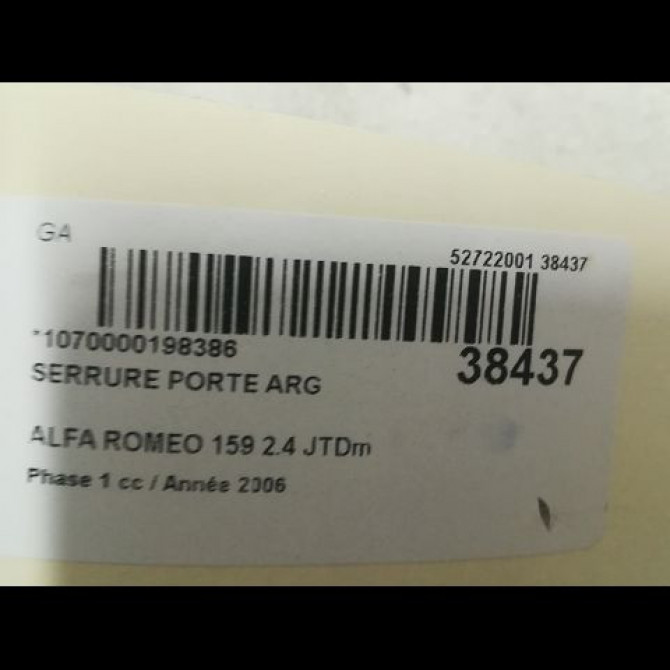 GA
52722001 38437
*1070000198386
38437
SERRURE PORTE ARG
ALFA ROMEO 159 2.4 JTDm
Phase 1 cc / Année 2006